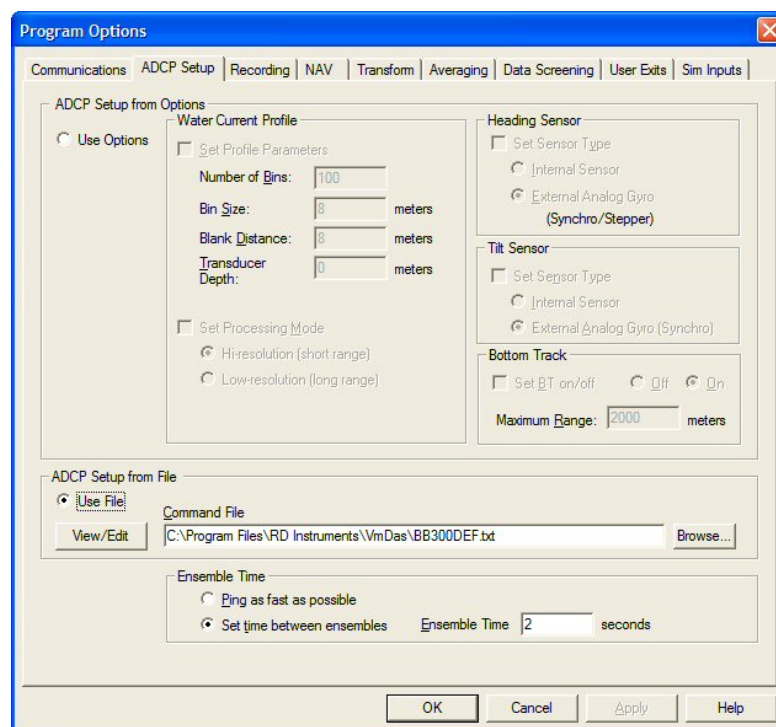 Program Options
Communications ADCP Setup Recording NAV Transform Averaging Data Screening User Exits Sim Inputs
ADCP Setup from Options
Use Options
Water Current Profile
Set Profile Parameters
Number of Bins: 100
Bin Size: 8 meters
Blank Distance: 8 meters
Transducer
Depth: 0 meters
Set Processing Mode
Hi-resolution (short range)
Low-resolution (long range)
Heading Sensor
Set Sensor Type
Internal Sensor
External Analog Gyro
(Synchro/Stepper)
Tilt Sensor
Set Sensor Type
Internal Sensor
External Analog Gyro (Synchro)
Bottom Track
Set BT on/off Off On
Maximum Range: 2000 meters
ADCP Setup from File
Use File
Command File
View/Edit C:\Program Files\RD Instruments\VmDas\BB300DEF.txt Browse...
Ensemble Time
Ping as fast as possible
Set time between ensembles Ensemble Time 2 seconds
OK Cancel Apply Help